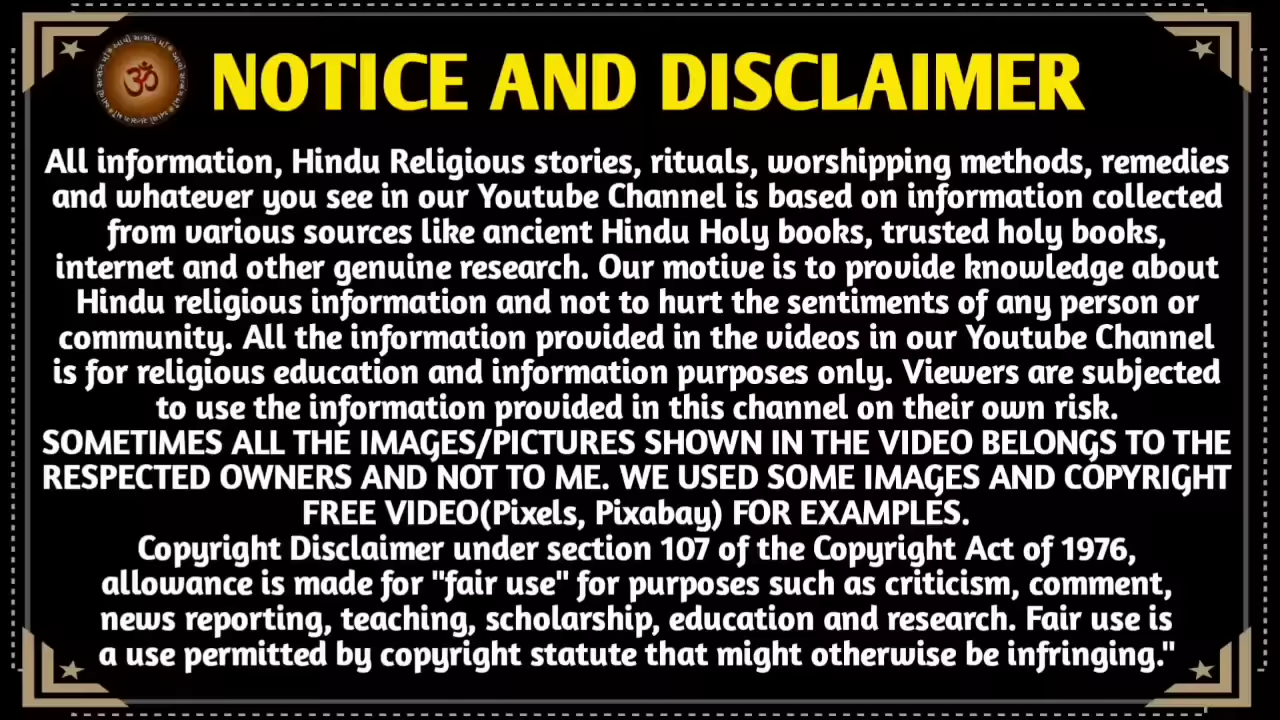 ॐ
NOTICE AND DISCLAIMER
All information, Hindu Religious stories, rituals, worshipping methods, remedies
and whatever you see in our Youtube Channel is based on information collected
from various sources like ancient Hindu Holy books, trusted holy books,
internet and other genuine research. Our motive is to provide knowledge about
Hindu religious information and not to hurt the sentiments of any person or
community. All the information provided in the videos in our Youtube Channel
is for religious education and information purposes only. Viewers are subjected
to use the information provided in this channel on their own risk.
SOMETIMES ALL THE IMAGES/PICTURES SHOWN IN THE VIDEO BELONGS TO THE
RESPECTED OWNERS AND NOT TO ME. WE USED SOME IMAGES AND COPYRIGHT
FREE VIDEO(Pixels, Pixabay) FOR EXAMPLES.
Copyright Disclaimer under section 107 of the Copyright Act of 1976,
allowance is made for "fair use" for purposes such as criticism, comment,
news reporting, teaching, scholarship, education and research. Fair use is
a use permitted by copyright statute that might otherwise be infringing."